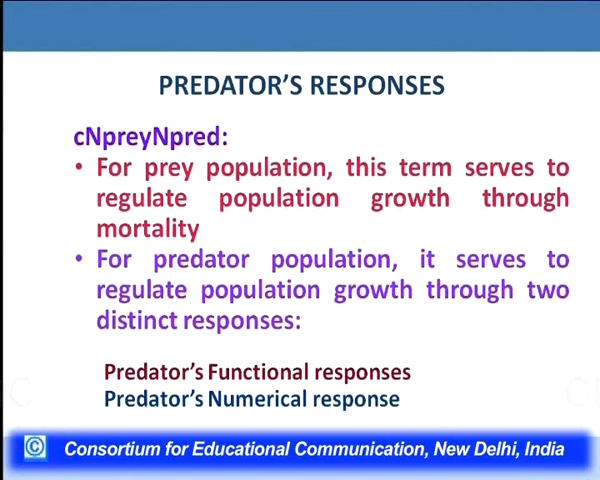 PREDATOR'S RESPONSES
cNpreyNpred:
• For prey population, this term serves to
regulate population growth through
mortality
• For predator population, it serves to
regulate population growth through two
distinct responses:
Predator's Functional responses
Predator's Numerical response
© Consortium for Educational Communication, New Delhi, India